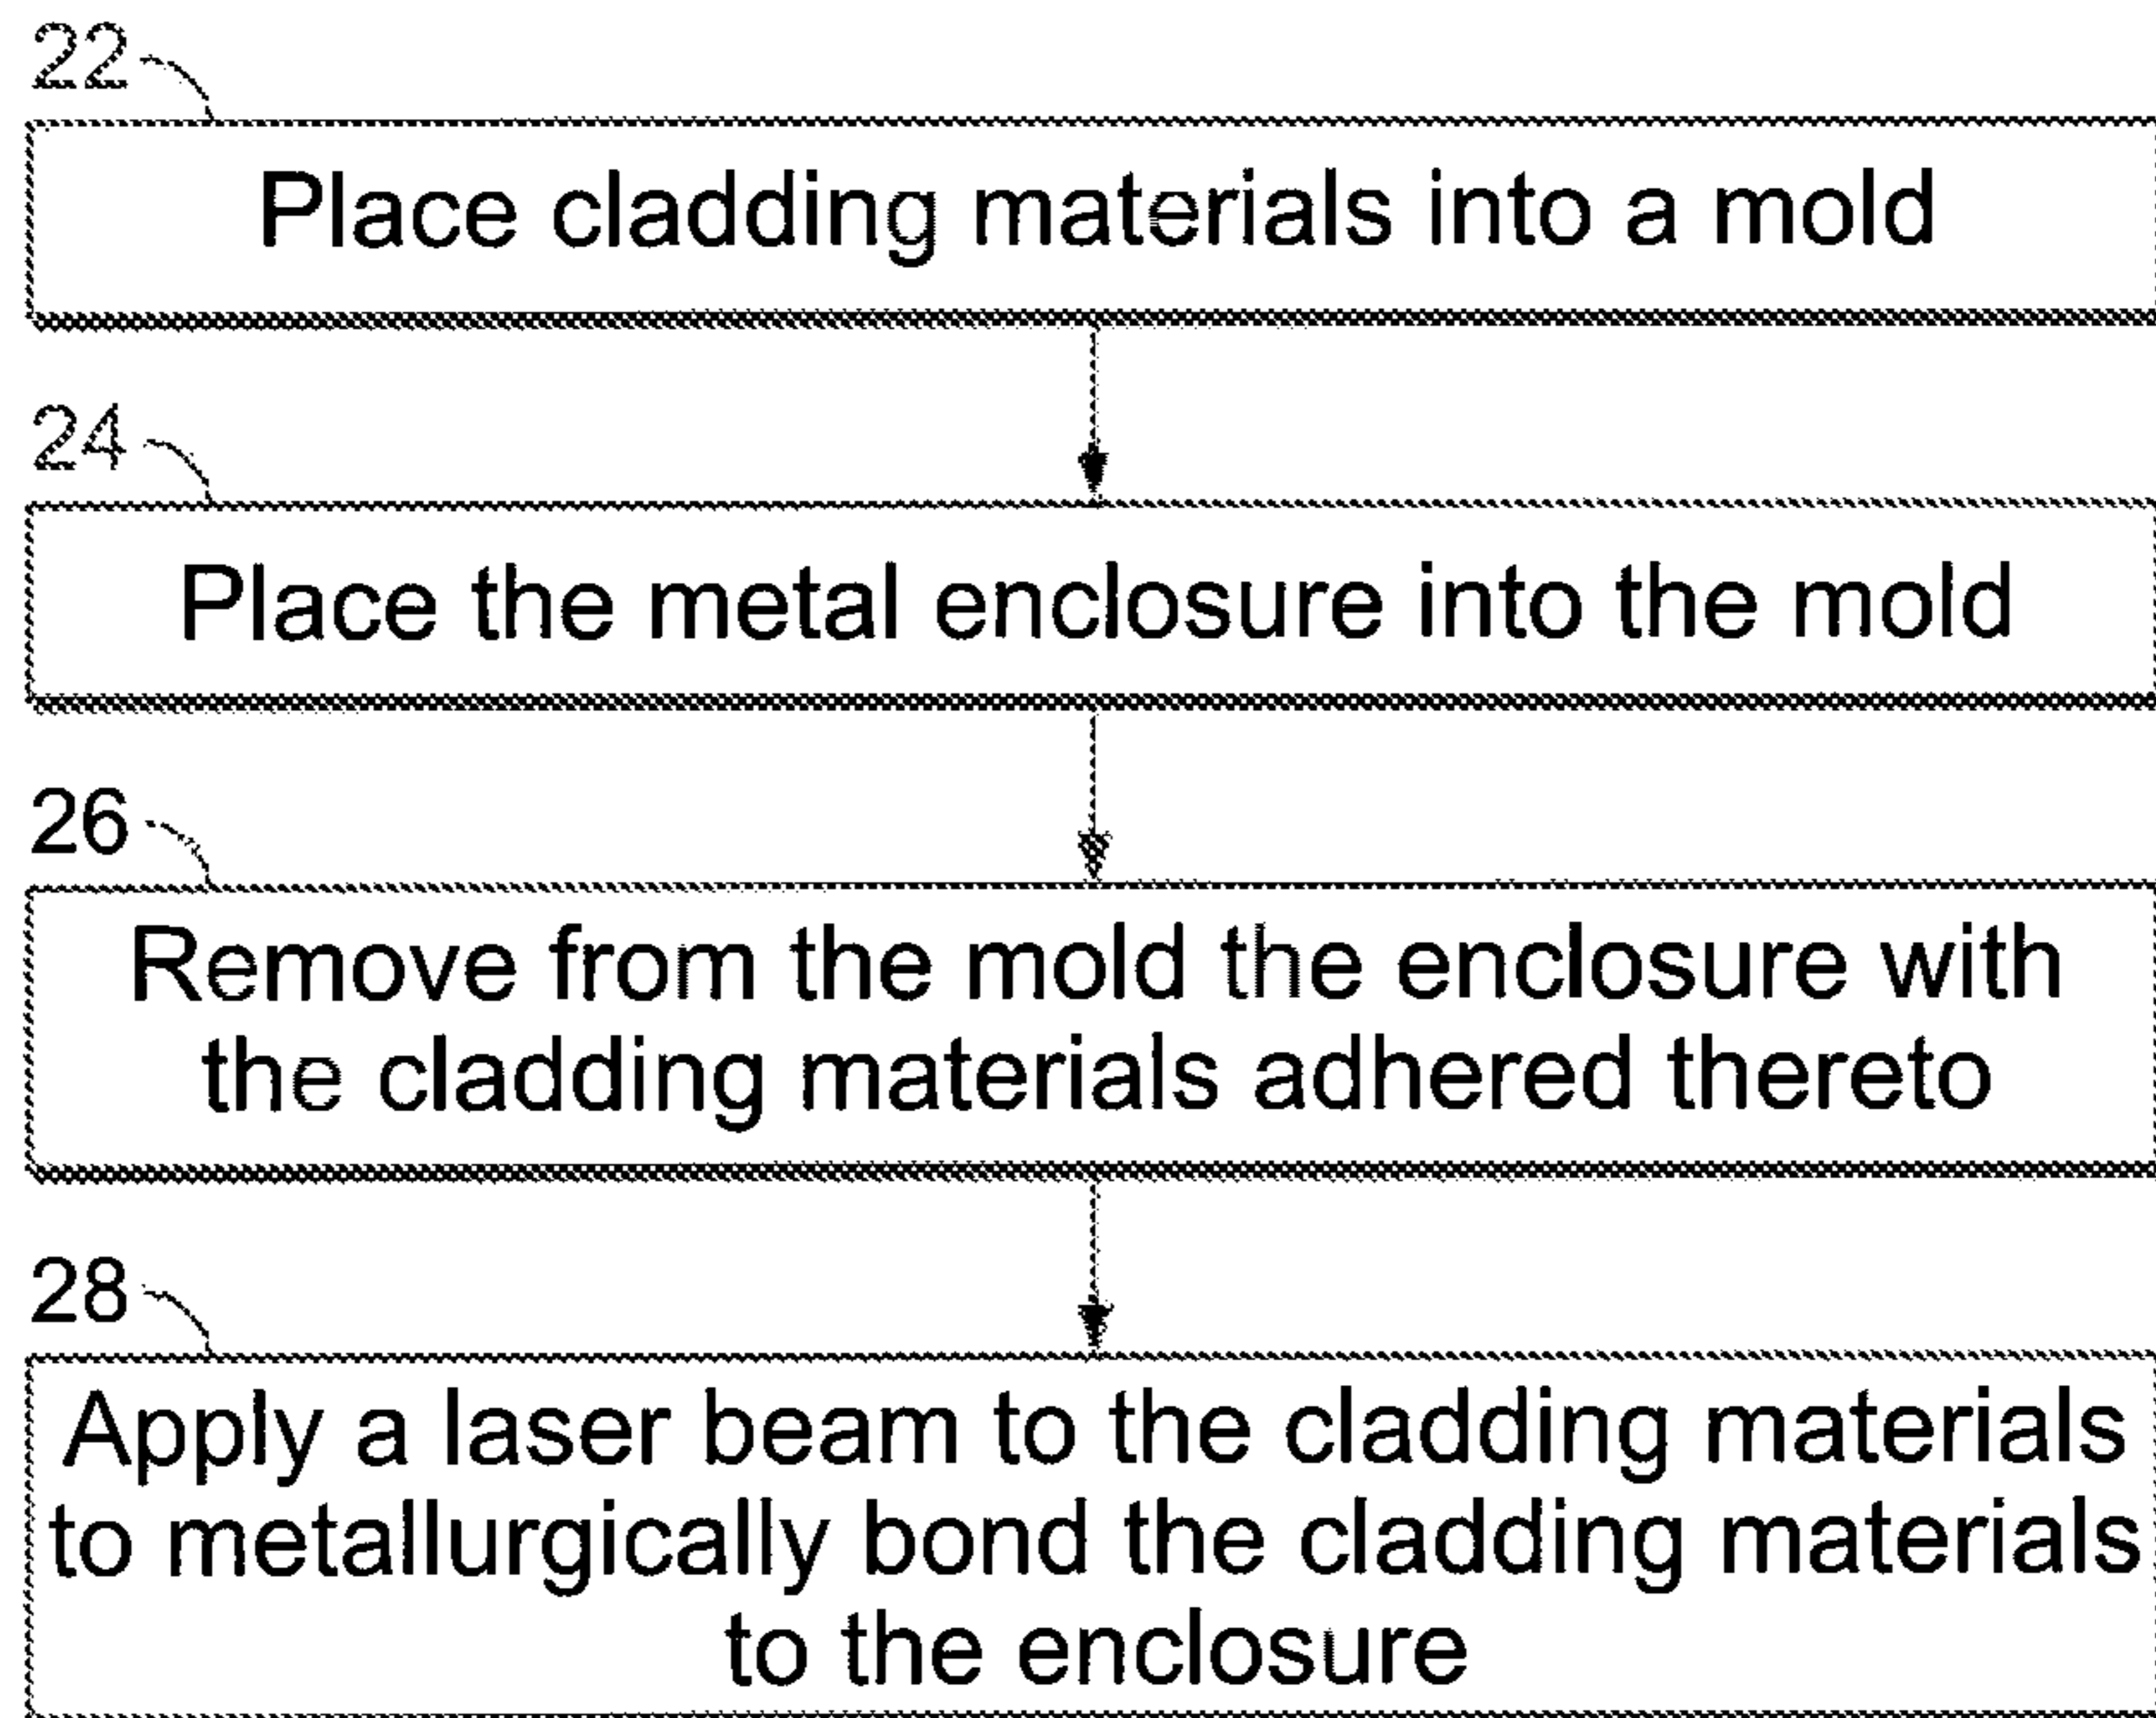 22
Place cladding materials into a mold
24
Place the metal enclosure into the mold
26
Remove from the mold the enclosure with
the cladding materials adhered thereto
28
Apply a laser beam to the cladding materials
to metallurgically bond the cladding materials
to the enclosure